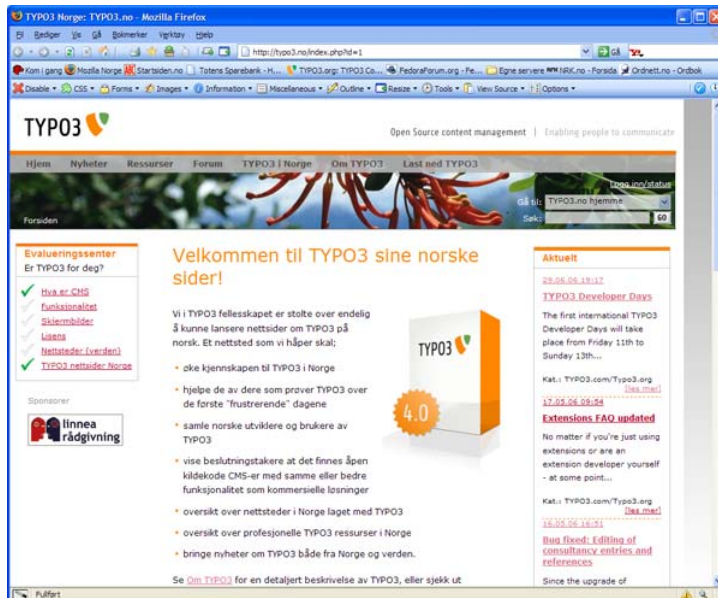 TYPO3 Norge: TYPO3.no - Mozilla Firefox
Fil Rediger Vis Gå Bokmerker Verktøy Hjelp
http://typo3.no/index.php?id=1 Gå
Kom i gang Mozilla Norge Startsiden.no Totens Sparebank - H... TYPO3.org: TYPO3 Co... FedoraForum.org - Fe... Egne servere NRK.no - Forsida Ordnett.no - Ordbok
Disable CSS Forms Images Information Miscellaneous Outline Resize Tools View Source Options
TYPO3
Open Source content management | Enabling people to communicate
Hjem Nyheter Ressurser Forum TYPO3 | Norge Om TYPO3 Last ned TYPO3
Logg inn/status
Gå til: TYPO3.no hjemme
Forsiden
Søk: GO
Evalueringssenter
Er TYPO3 for deg?
Hva er CMS
Funksjonalitet
Skjermbilder
Lisens
Nettsteder (verden)
TYPO3 nettsider Norge
Sponsorer
linnea
rådgivning
Velkommen til TYPO3 sine norske
sider!
Vi i TYPO3 fellesskapet er stolte over endelig
å kunne lansere nettsider om TYPO3 på
norsk. Et nettsted som vi håper skal;
øke kjennskapen til TYPO3 i Norge
hjelpe de av dere som prøver TYPO3 over
de første "frustrerende" dagene
samle norske utviklere og brukere av
TYPO3
vise beslutningstakere at det finnes åpen
kildekode CMS-er med samme eller bedre
funksjonalitet som kommersielle løsninger
oversikt over nettsteder i Norge laget med TYPO3
oversikt over profesjonelle TYPO3 ressurser i Norge
bringe nyheter om TYPO3 både fra Norge og verden.
Se Om TYPO3 for en detaljert beskrivelse av TYPO3, eller sjekk ut
TYPO3
4.0
Aktuelt
29.06.06 19:17
TYPO3 Developer Days
The first international TYPO3
Developer Days will take
place from Friday 11th to
Sunday 13th...
Kat.: TYPO3.com/Typo3.org
[les mer]
17.05.06 09:54
Extensions FAQ updated
No matter if you're just using
extensions or are an
extension developer yourself
- at some point...
Kat.: TYPO3.com/Typo3.org
[les mer]
16.05.06 16:51
Bug fixed: Editing of
consultancy entries and
references
Since the upgrade of
Fullført